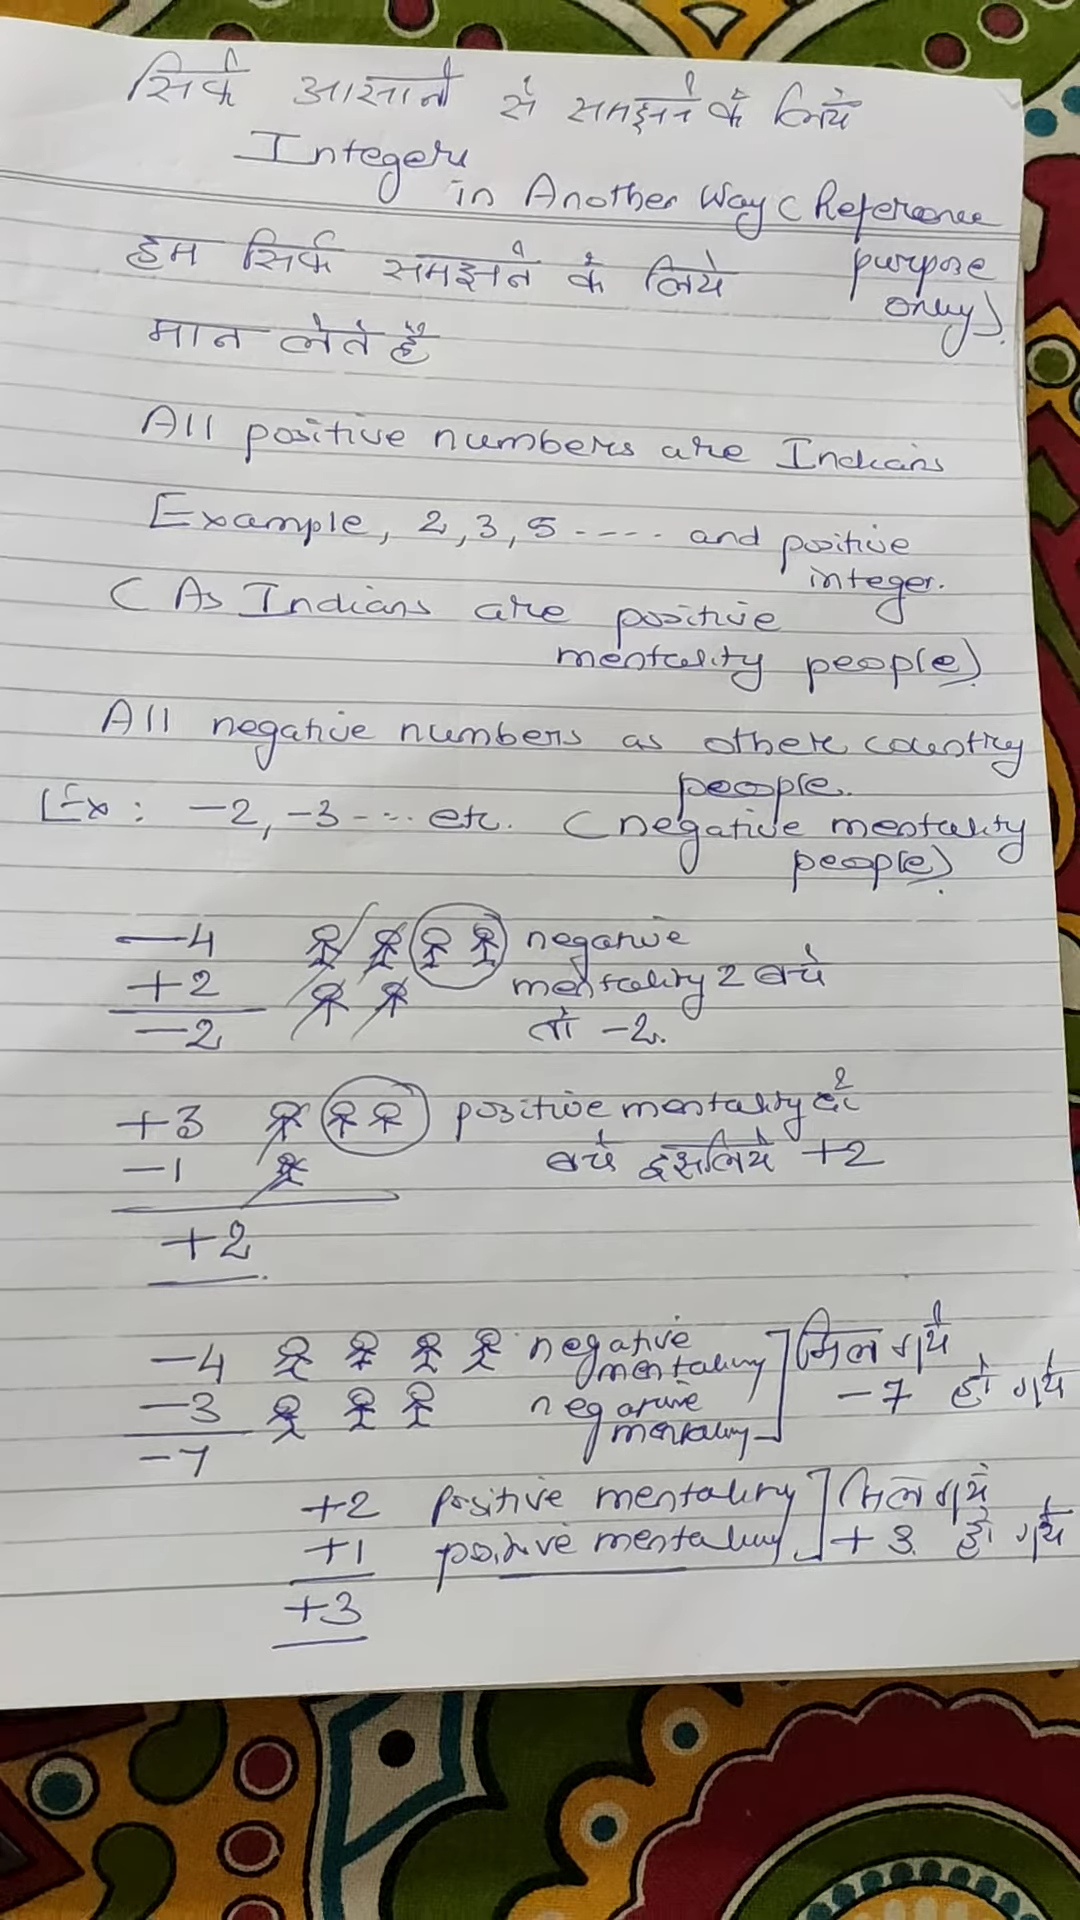 सिर्फ आसानी से समझने के लिये
Integers
in Another Way ( Reference
purpose
only).
हम सिर्फ समझने के लिये
मान लेते हैं
All positive numbers are Indians
Example, 2, 3, 5 ---- and positive
integer.
( As Indians are positive
mentality people)
All negative numbers as other country
people.
Ex : -2, -3 --- etc. ( negative mentality
people)
-4 negative
+2 mentality 2 बचे
-2 तो -2.
+3 positive mentality के 2
-1 बचे इसलिये +2
+2
-4 negative mentality मिल गये
-3 negative mentality -7 हो गये
-7
+2 positive mentality मिल गये
+1 positive mentality +3 हो गये
+3